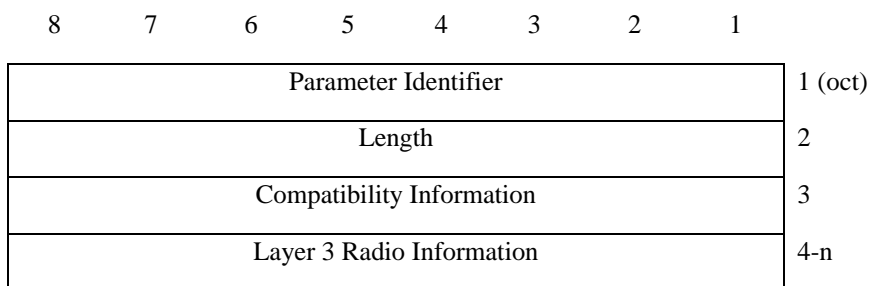 8 7 6 5 4 3 2 1
Parameter Identifier 1 (oct)
Length 2
Compatibility Information 3
Layer 3 Radio Information 4-n